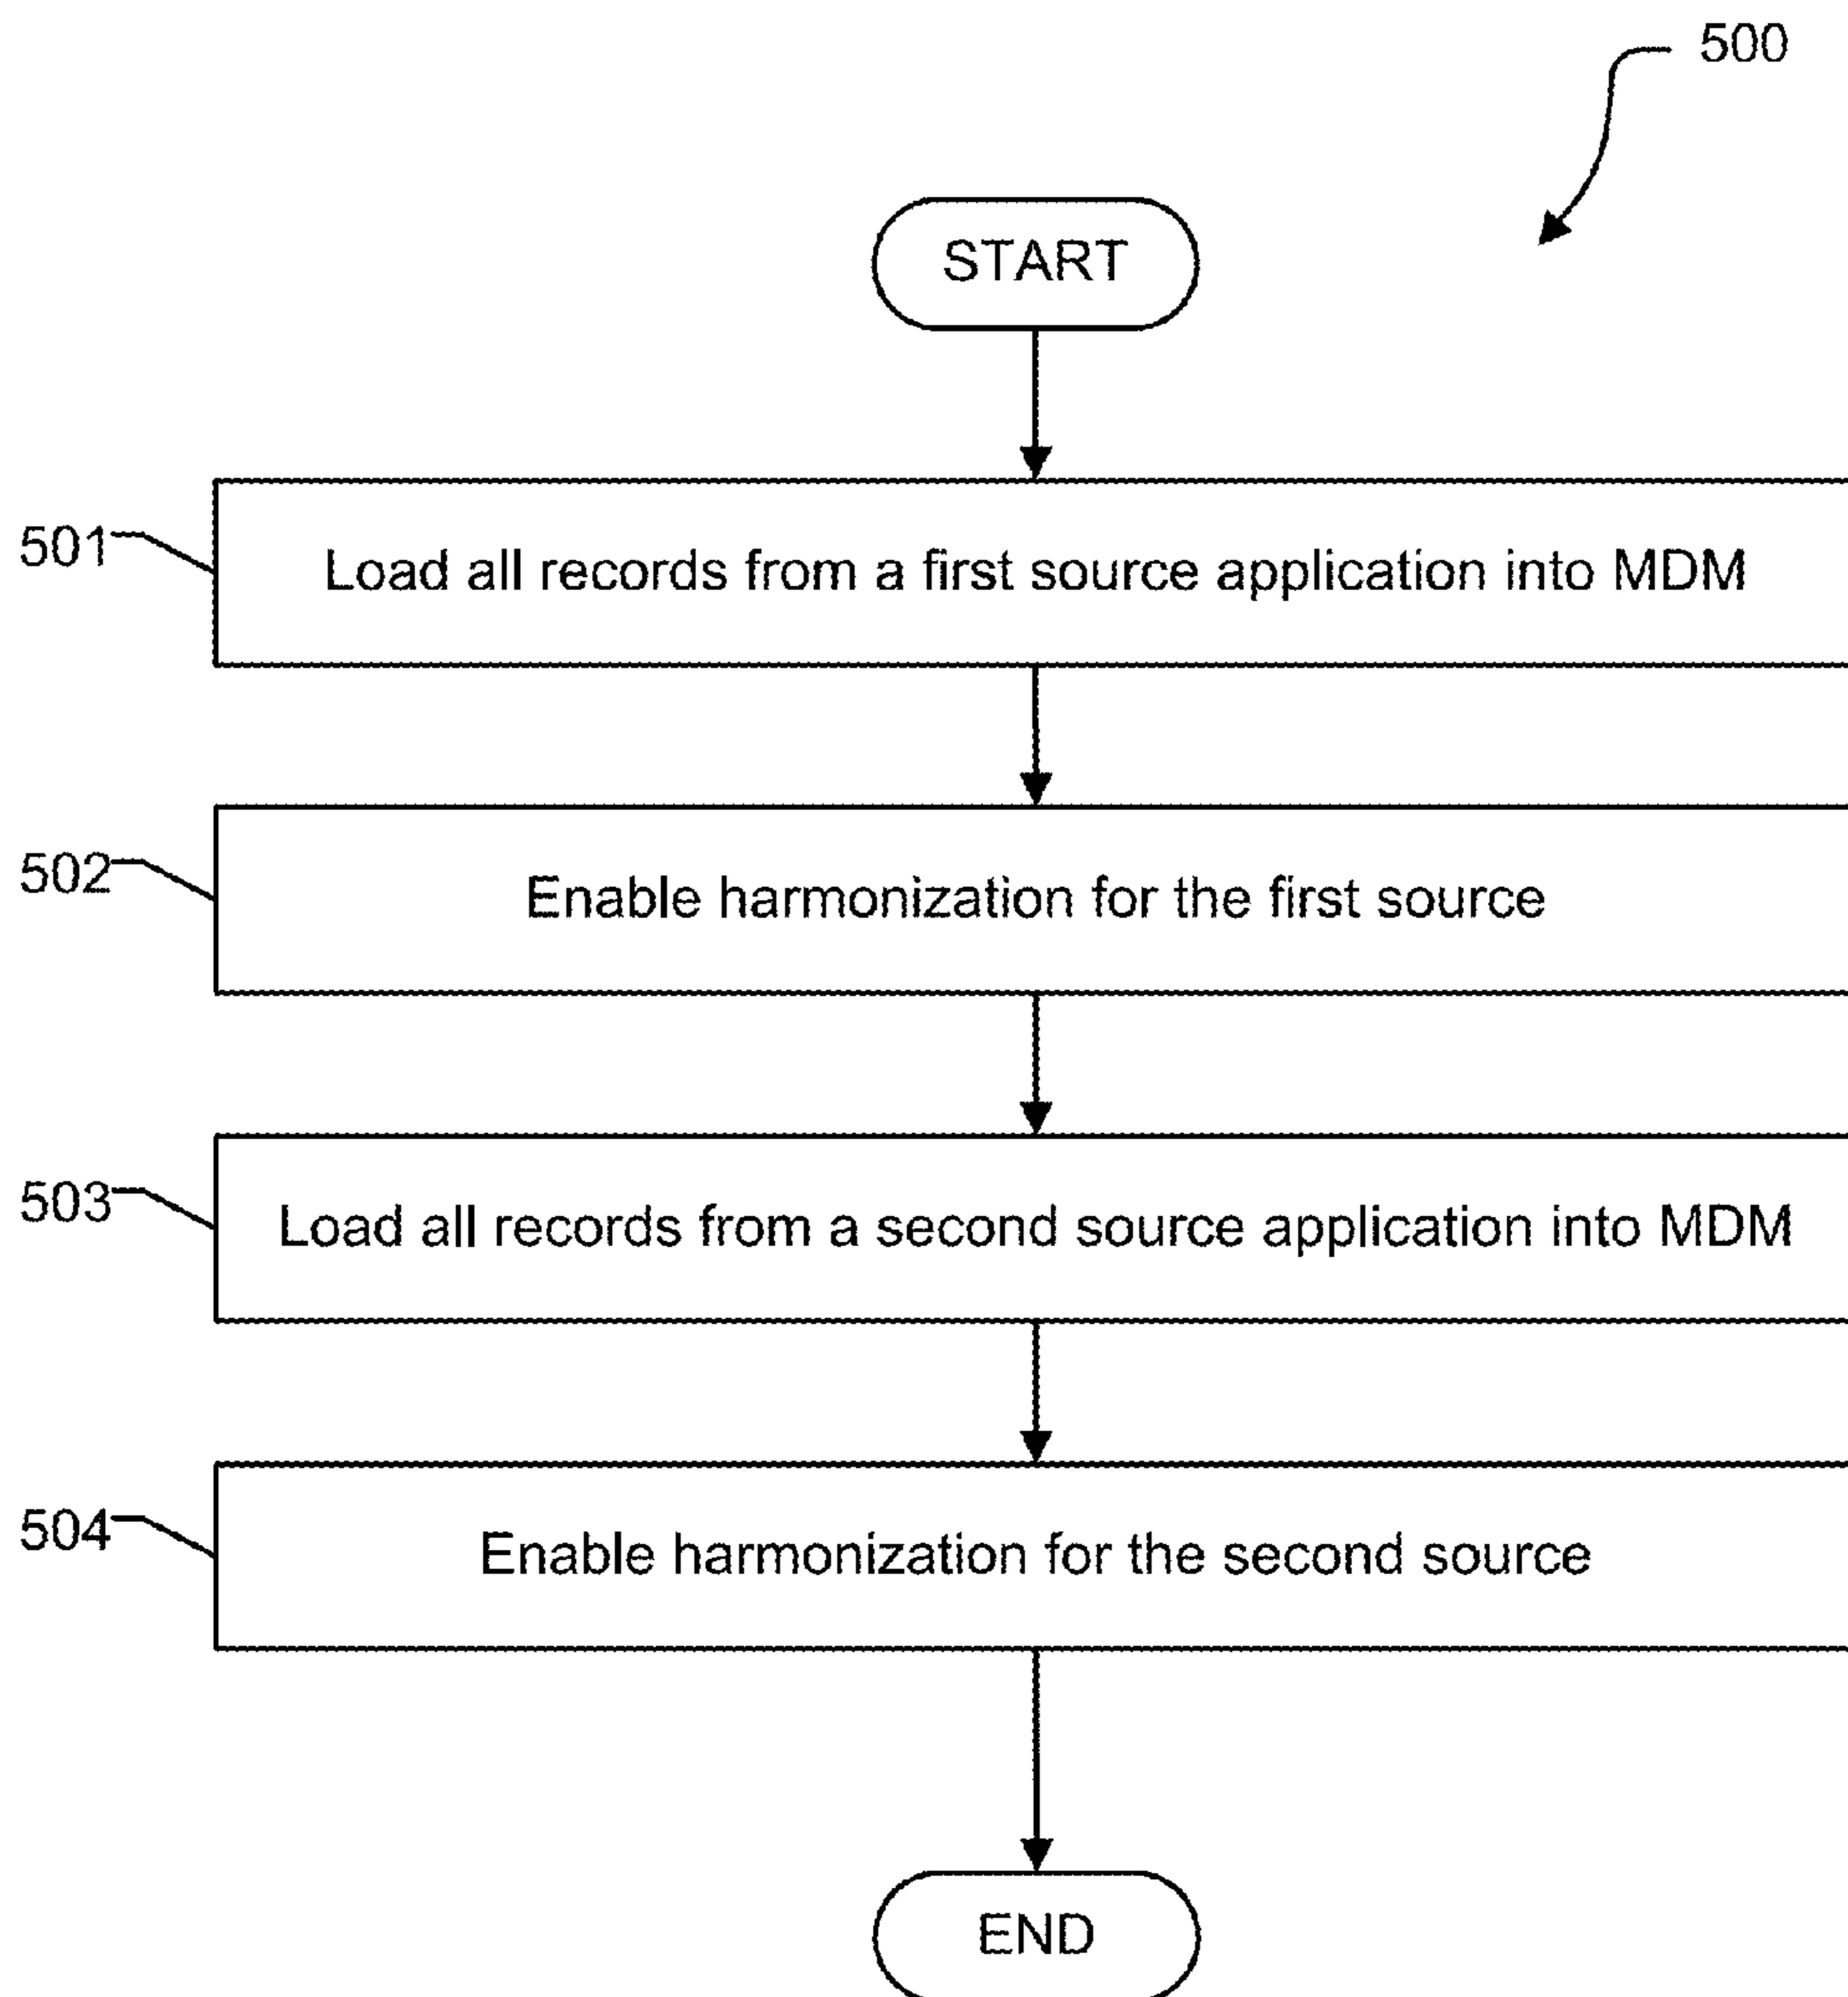 500
START
501
Load all records from a first source application into MDM
502
Enable harmonization for the first source
503
Load all records from a second source application into MDM
504
Enable harmonization for the second source
END